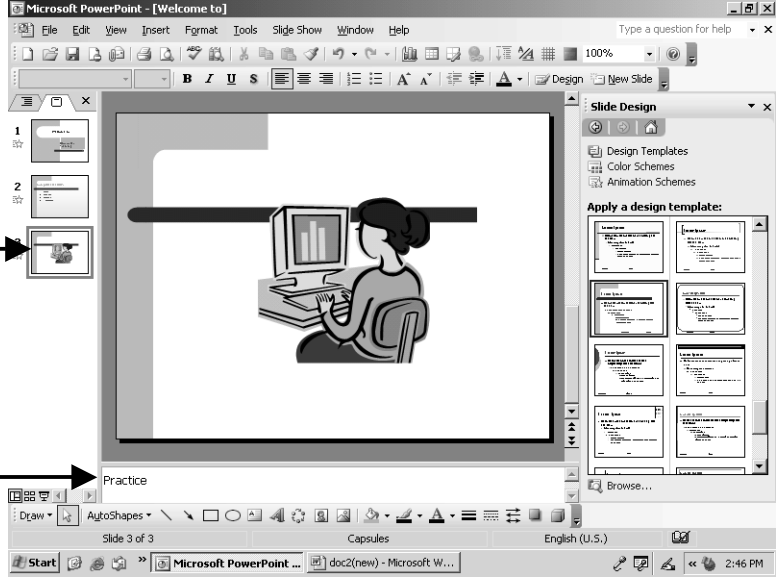 Microsoft PowerPoint - [Welcome to]
File Edit View Insert Format Tools Slide Show Window Help Type a question for help
100%
B I U S A A A Design New Slide
Slide Design
1
Design Templates
Color Schemes
Animation Schemes
2
Apply a design template:
Practice
Browse...
Draw AutoShapes A
Slide 3 of 3 Capsules English (U.S.)
Start » Microsoft PowerPoint ... doc2(new) - Microsoft W... « 2:46 PM